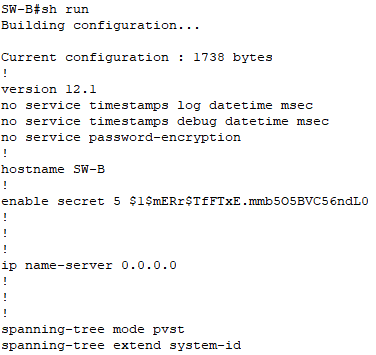 SW-B#sh run
Building configuration...
Current configuration : 1738 bytes
!
version 12.1
no service timestamps log datetime msec
no service timestamps debug datetime msec
no service password-encryption
!
hostname SW-B
!
enable secret 5 $1$mERr$TfFTxE.mmb5O5BVC56ndL0
!
!
!
ip name-server 0.0.0.0
!
!
!
spanning-tree mode pvst
spanning-tree extend system-id